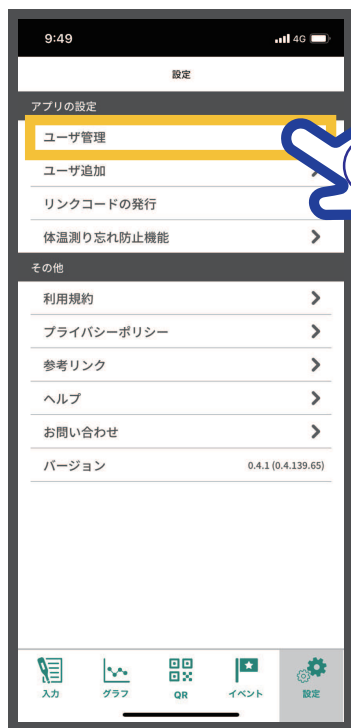 9:49
4G
設定
アプリの設定
ユーザ管理
ユーザ追加
リンクコードの発行
体温測り忘れ防止機能
その他
利用規約
プライバシーポリシー
参考リンク
ヘルプ
お問い合わせ
バージョン 0.4.1 (0.4.139.65)
入力 グラフ QR イベント 設定